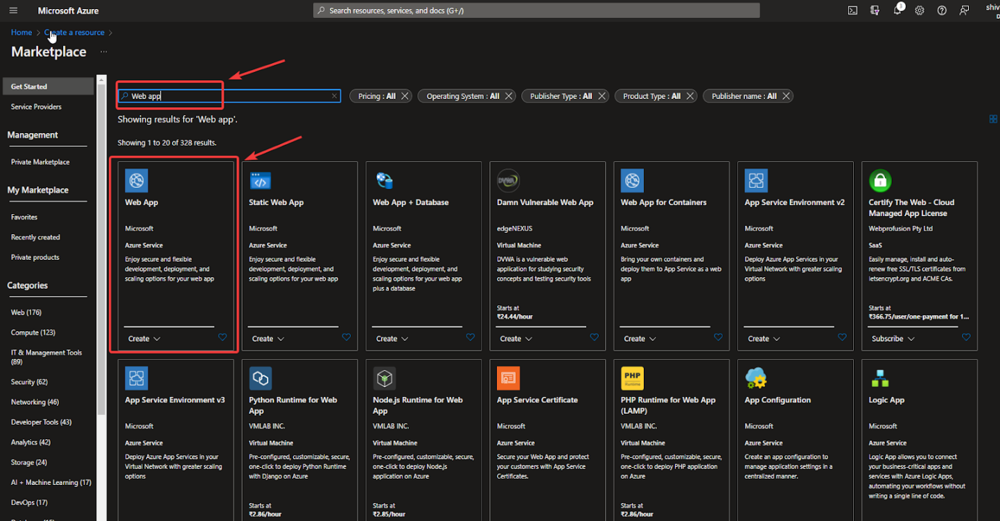 Microsoft Azure
Search resources, services, and docs (G+/)
3
shiv
D
Home > Create a resource >
Marketplace ...
Get Started
Service Providers
Management
Private Marketplace
My Marketplace
Favorites
Recently created
Private products
Categories
Web (176)
Compute (123)
IT & Management Tools
(89)
Security (62)
Networking (46)
Developer Tools (43)
Analytics (42)
Storage (24)
AI + Machine Learning (17)
DevOps (17)
Web app
Pricing : All
Operating System : All
Publisher Type : All
Product Type : All
Publisher name : All
Showing results for 'Web app'.
Showing 1 to 20 of 328 results.
Web App
Microsoft
Azure Service
Enjoy secure and flexible
development, deployment, and
scaling options for your web app
Create
Static Web App
Microsoft
Azure Service
Enjoy secure and flexible
development, deployment, and
scaling options for your web app
Create
Web App + Database
Microsoft
Azure Service
Enjoy secure and flexible
development, deployment, and
scaling options for your web app
plus a database
Create
DVWA
Damn Vulnerable Web App
edgeNEXUS
Virtual Machine
DVWA is a vulnerable web
application for studying security
concepts and testing security tools
Starts at
₹24.44/hour
Create
Web App for Containers
Microsoft
Azure Service
Bring your own containers and
deploy them to App Service as a web
app
Create
App Service Environment v2
Microsoft
Azure Service
Deploy Azure App Services in your
Virtual Network with greater scaling
options
Create
Certify The Web - Cloud
Managed App License
Webprofusion Pty Ltd
SaaS
Easily manage, install and auto-
renew free SSL/TLS certificates from
letsencrypt.org and ACME CAs.
Starts at
₹366.75/user/one-payment for 1...
Subscribe
App Service Environment v3
Microsoft
Azure Service
Deploy Azure App Services in your
Virtual Network with greater scaling
options
Python Runtime for Web
App
VMLAB INC.
Virtual Machine
Pre-configured, customizable, secure,
one-click to deploy Python Runtime
with Django on Azure
Starts at
₹2.86/hour
Node.js Runtime for Web
App
VMLAB INC.
Virtual Machine
Pre-configured, customizable, secure,
one-click to deploy Node.js
application on Azure
Starts at
₹2.85/hour
App Service Certificate
Microsoft
Azure Service
Secure your Web App and protect
your customers with App Service
Certificates.
PHP
Runtime
PHP Runtime for Web App
(LAMP)
VMLAB INC.
Virtual Machine
Pre-configured, customizable, secure,
one-click to deploy PHP application
on Azure
Starts at
₹2.86/hour
App Configuration
Microsoft
Azure Service
Create an app configuration to
manage application settings in a
centralized manner.
Logic App
Microsoft
Azure Service
Logic App allows you to connect
your business-critical apps and
services with Azure Logic Apps,
automating your workflows without
writing a single line of code.